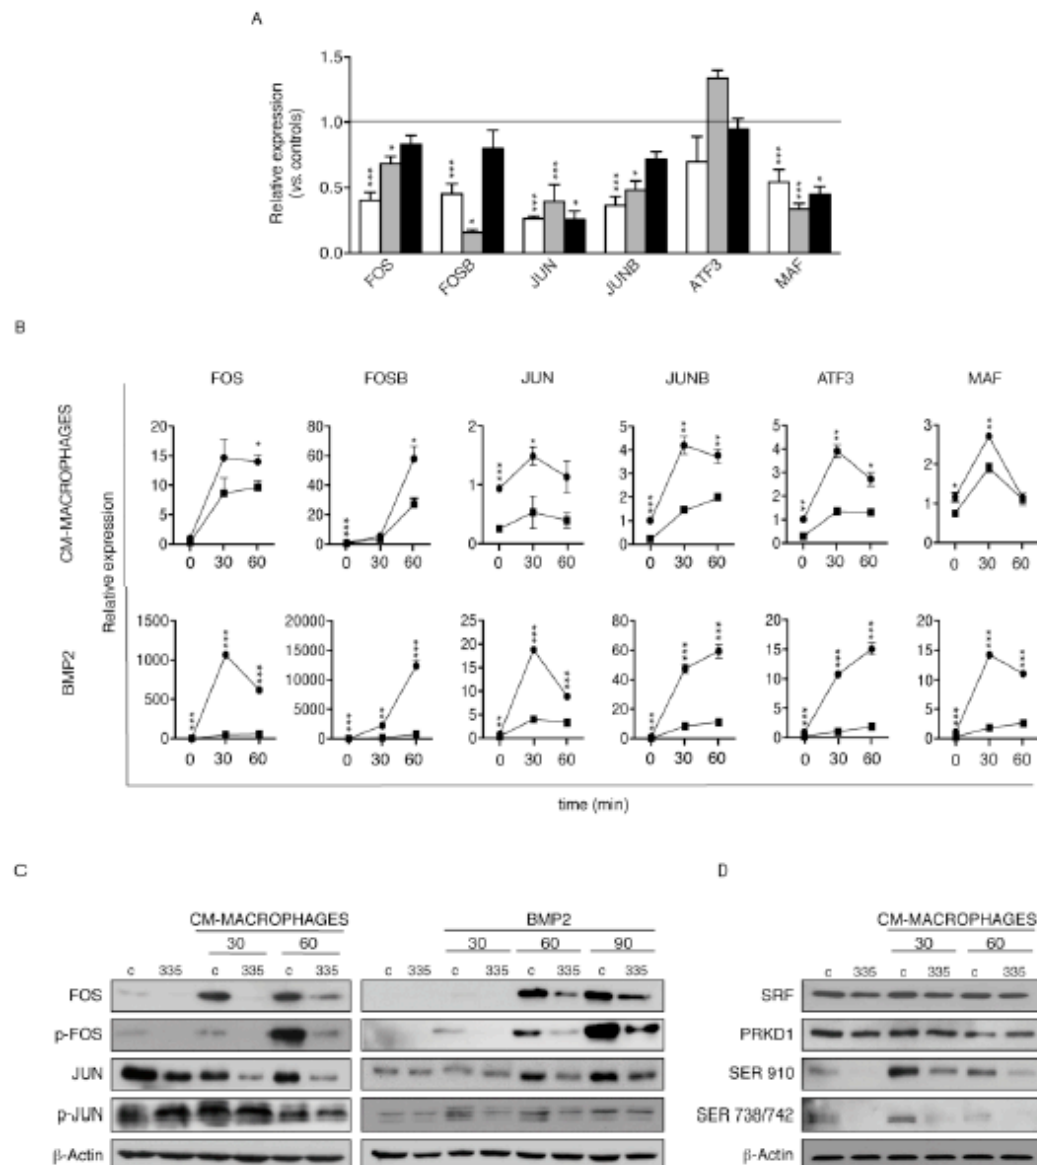 A
Relative expression
(vs. controls)
1.5
1.0
0.5
0.0
FOS
FOSB
JUN
JUNB
ATF3
MAF
B
FOS FOSB JUN JUNB ATF3 MAF
CM-MACROPHAGES
BMP2
Relative expression
20 80 2 5 5 3
15 60 4 4
10 40 1 3 3 2
5 20 2 2 1
0 0 0 1 1 0
0 0
0 30 60 0 30 60 0 30 60 0 30 60 0 30 60 0 30 60
1500 20000 25 80 20 20
1000 15000 20 60 15 15
500 10000 15 40 10 10
0 5000 10 20 5 5
0 5 0 0 0
0
0 30 60 0 30 60 0 30 60 0 30 60 0 30 60 0 30 60
time (min)
C
CM-MACROPHAGES BMP2
30 60 30 60 90
c 335 c 335 c 335 c 335 c 335 c 335 c 335
FOS
p-FOS
JUN
p-JUN
β-Actin
D
CM-MACROPHAGES
30 60
c 335 c 335 c 335
SRF
PRKD1
SER 910
SER 738/742
β-Actin